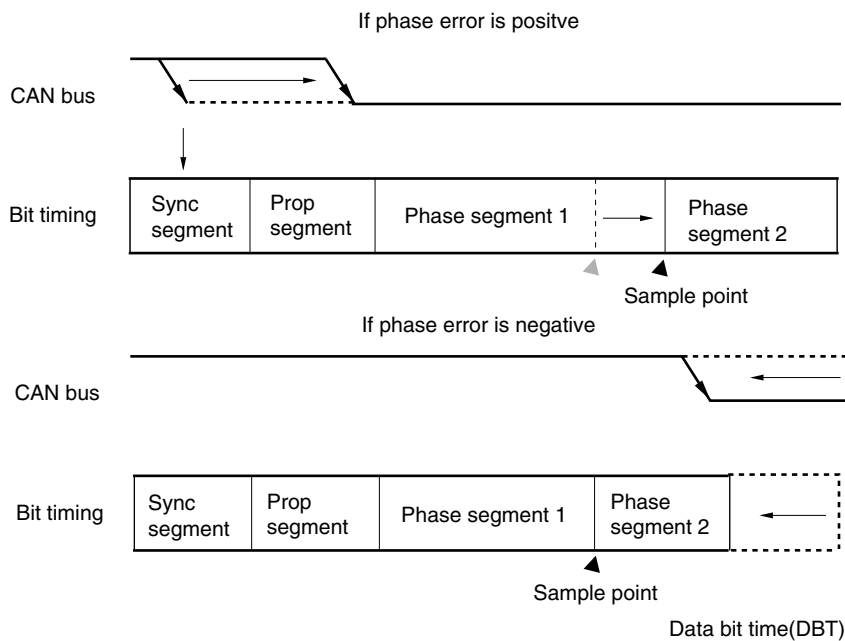 If phase error is positve
CAN bus
Bit timing
Sync
segment
Prop
segment
Phase segment 1
Phase
segment 2
Sample point
If phase error is negative
CAN bus
Bit timing
Sync
segment
Prop
segment
Phase segment 1
Phase
segment 2
Sample point
Data bit time(DBT)